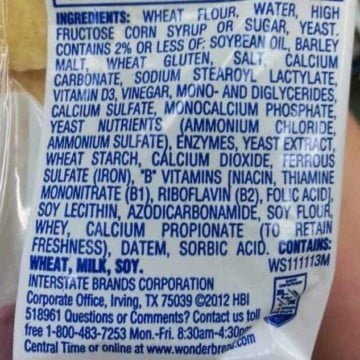 INGREDIENTS: WHEAT FLOUR, WATER, HIGH
FRUCTOSE CORN SYRUP OR SUGAR, YEAST.
CONTAINS 2% OR LESS OF: SOYBEAN OIL, BARLEY
MALT, WHEAT GLUTEN, SALT, CALCIUM
CARBONATE, SODIUM STEAROYL LACTYLATE,
VITAMIN D3, VINEGAR, MONO- AND DIGLYCERIDES,
CALCIUM SULFATE, MONOCALCIUM PHOSPHATE,
YEAST NUTRIENTS (AMMONIUM CHLORIDE,
AMMONIUM SULFATE), ENZYMES, YEAST EXTRACT,
WHEAT STARCH, CALCIUM DIOXIDE, FERROUS
SULFATE (IRON), "B" VITAMINS [NIACIN, THIAMINE
MONONITRATE (B1), RIBOFLAVIN (B2), FOLIC ACID],
SOY LECITHIN, AZODICARBONAMIDE, SOY FLOUR,
WHEY, CALCIUM PROPIONATE (TO RETAIN
FRESHNESS), DATEM, SORBIC ACID. CONTAINS:
WHEAT, MILK, SOY. WS111113M
INTERSTATE BRANDS CORPORATION
Corporate Office, Irving, TX 75039 ©2012 HBI
518961 Questions or Comments? Contact us toll
free 1-800-483-7253 Mon.-Fri. 8:30am-4:30pm
Central Time or online at www.wonderbread.com